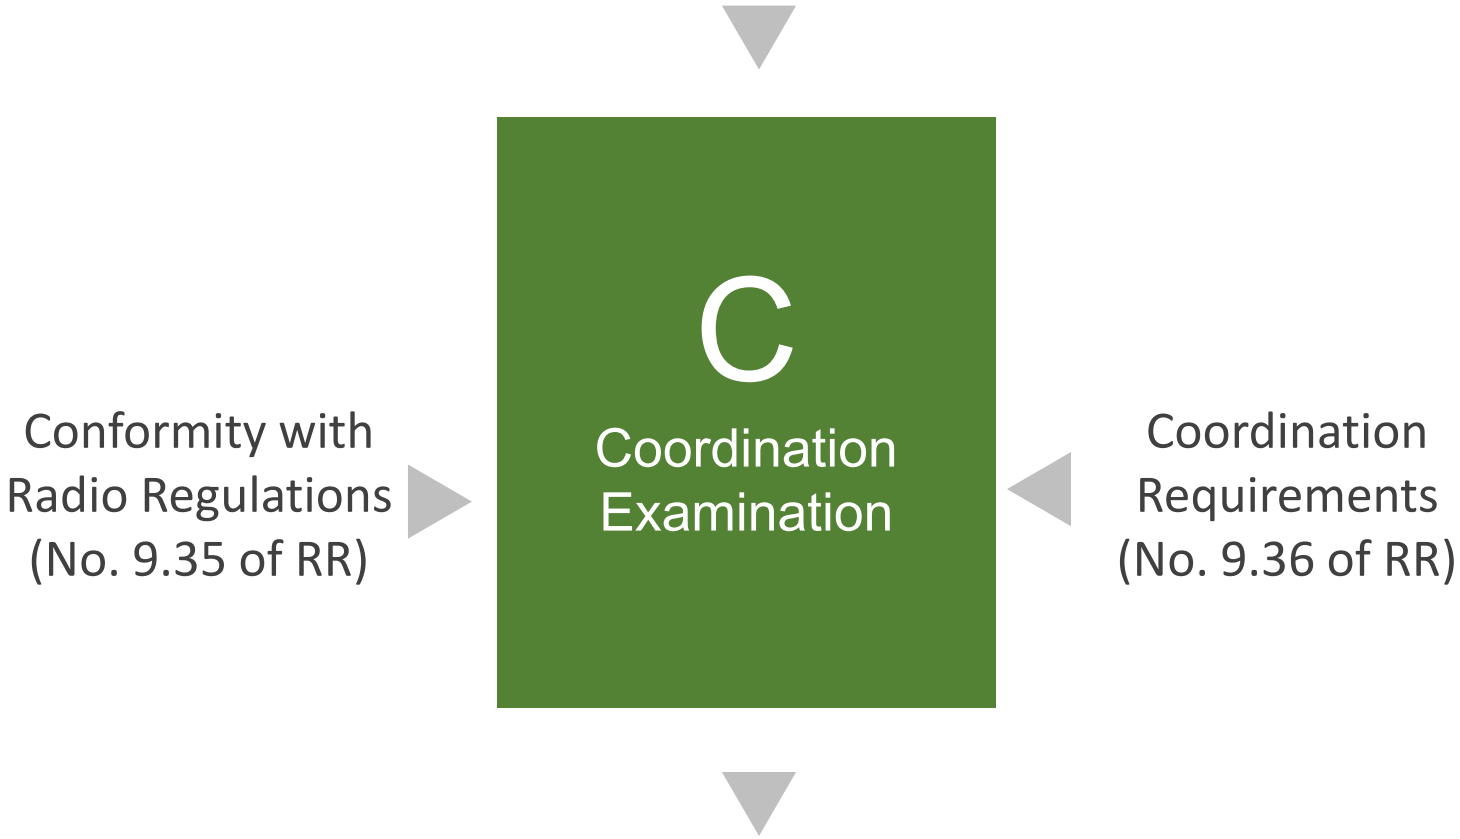 C
Coordination
Examination
Conformity with
Radio Regulations
(No. 9.35 of RR)
Coordination
Requirements
(No. 9.36 of RR)